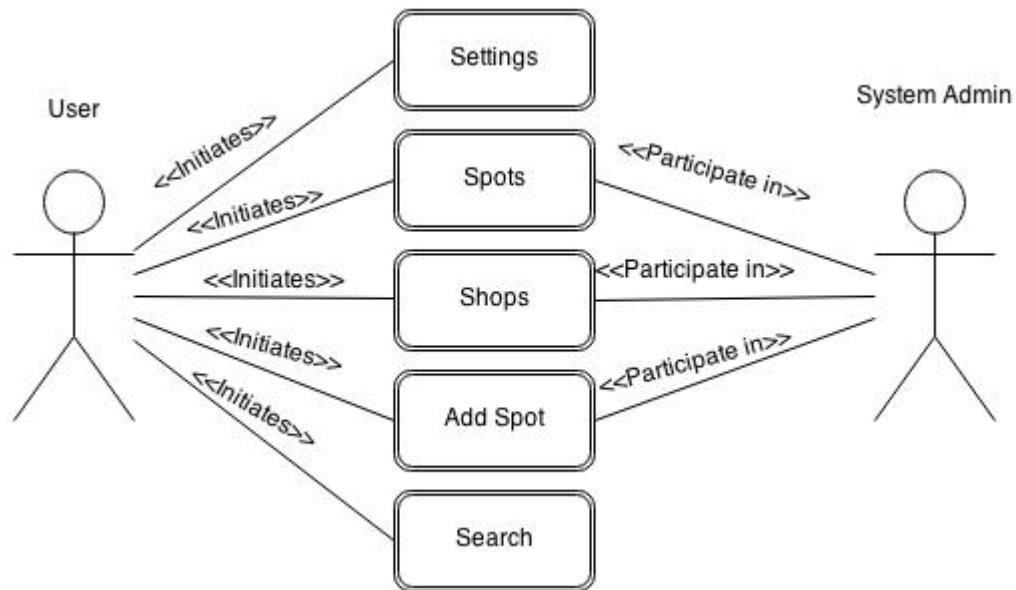 Settings
User
System Admin
<<Initiates>>
<<Participate in>>
Spots
<<Initiates>>
<<Initiates>>
Shops
<<Participate in>>
<<Initiates>>
<<Participate in>>
Add Spot
<<Initiates>>
Search